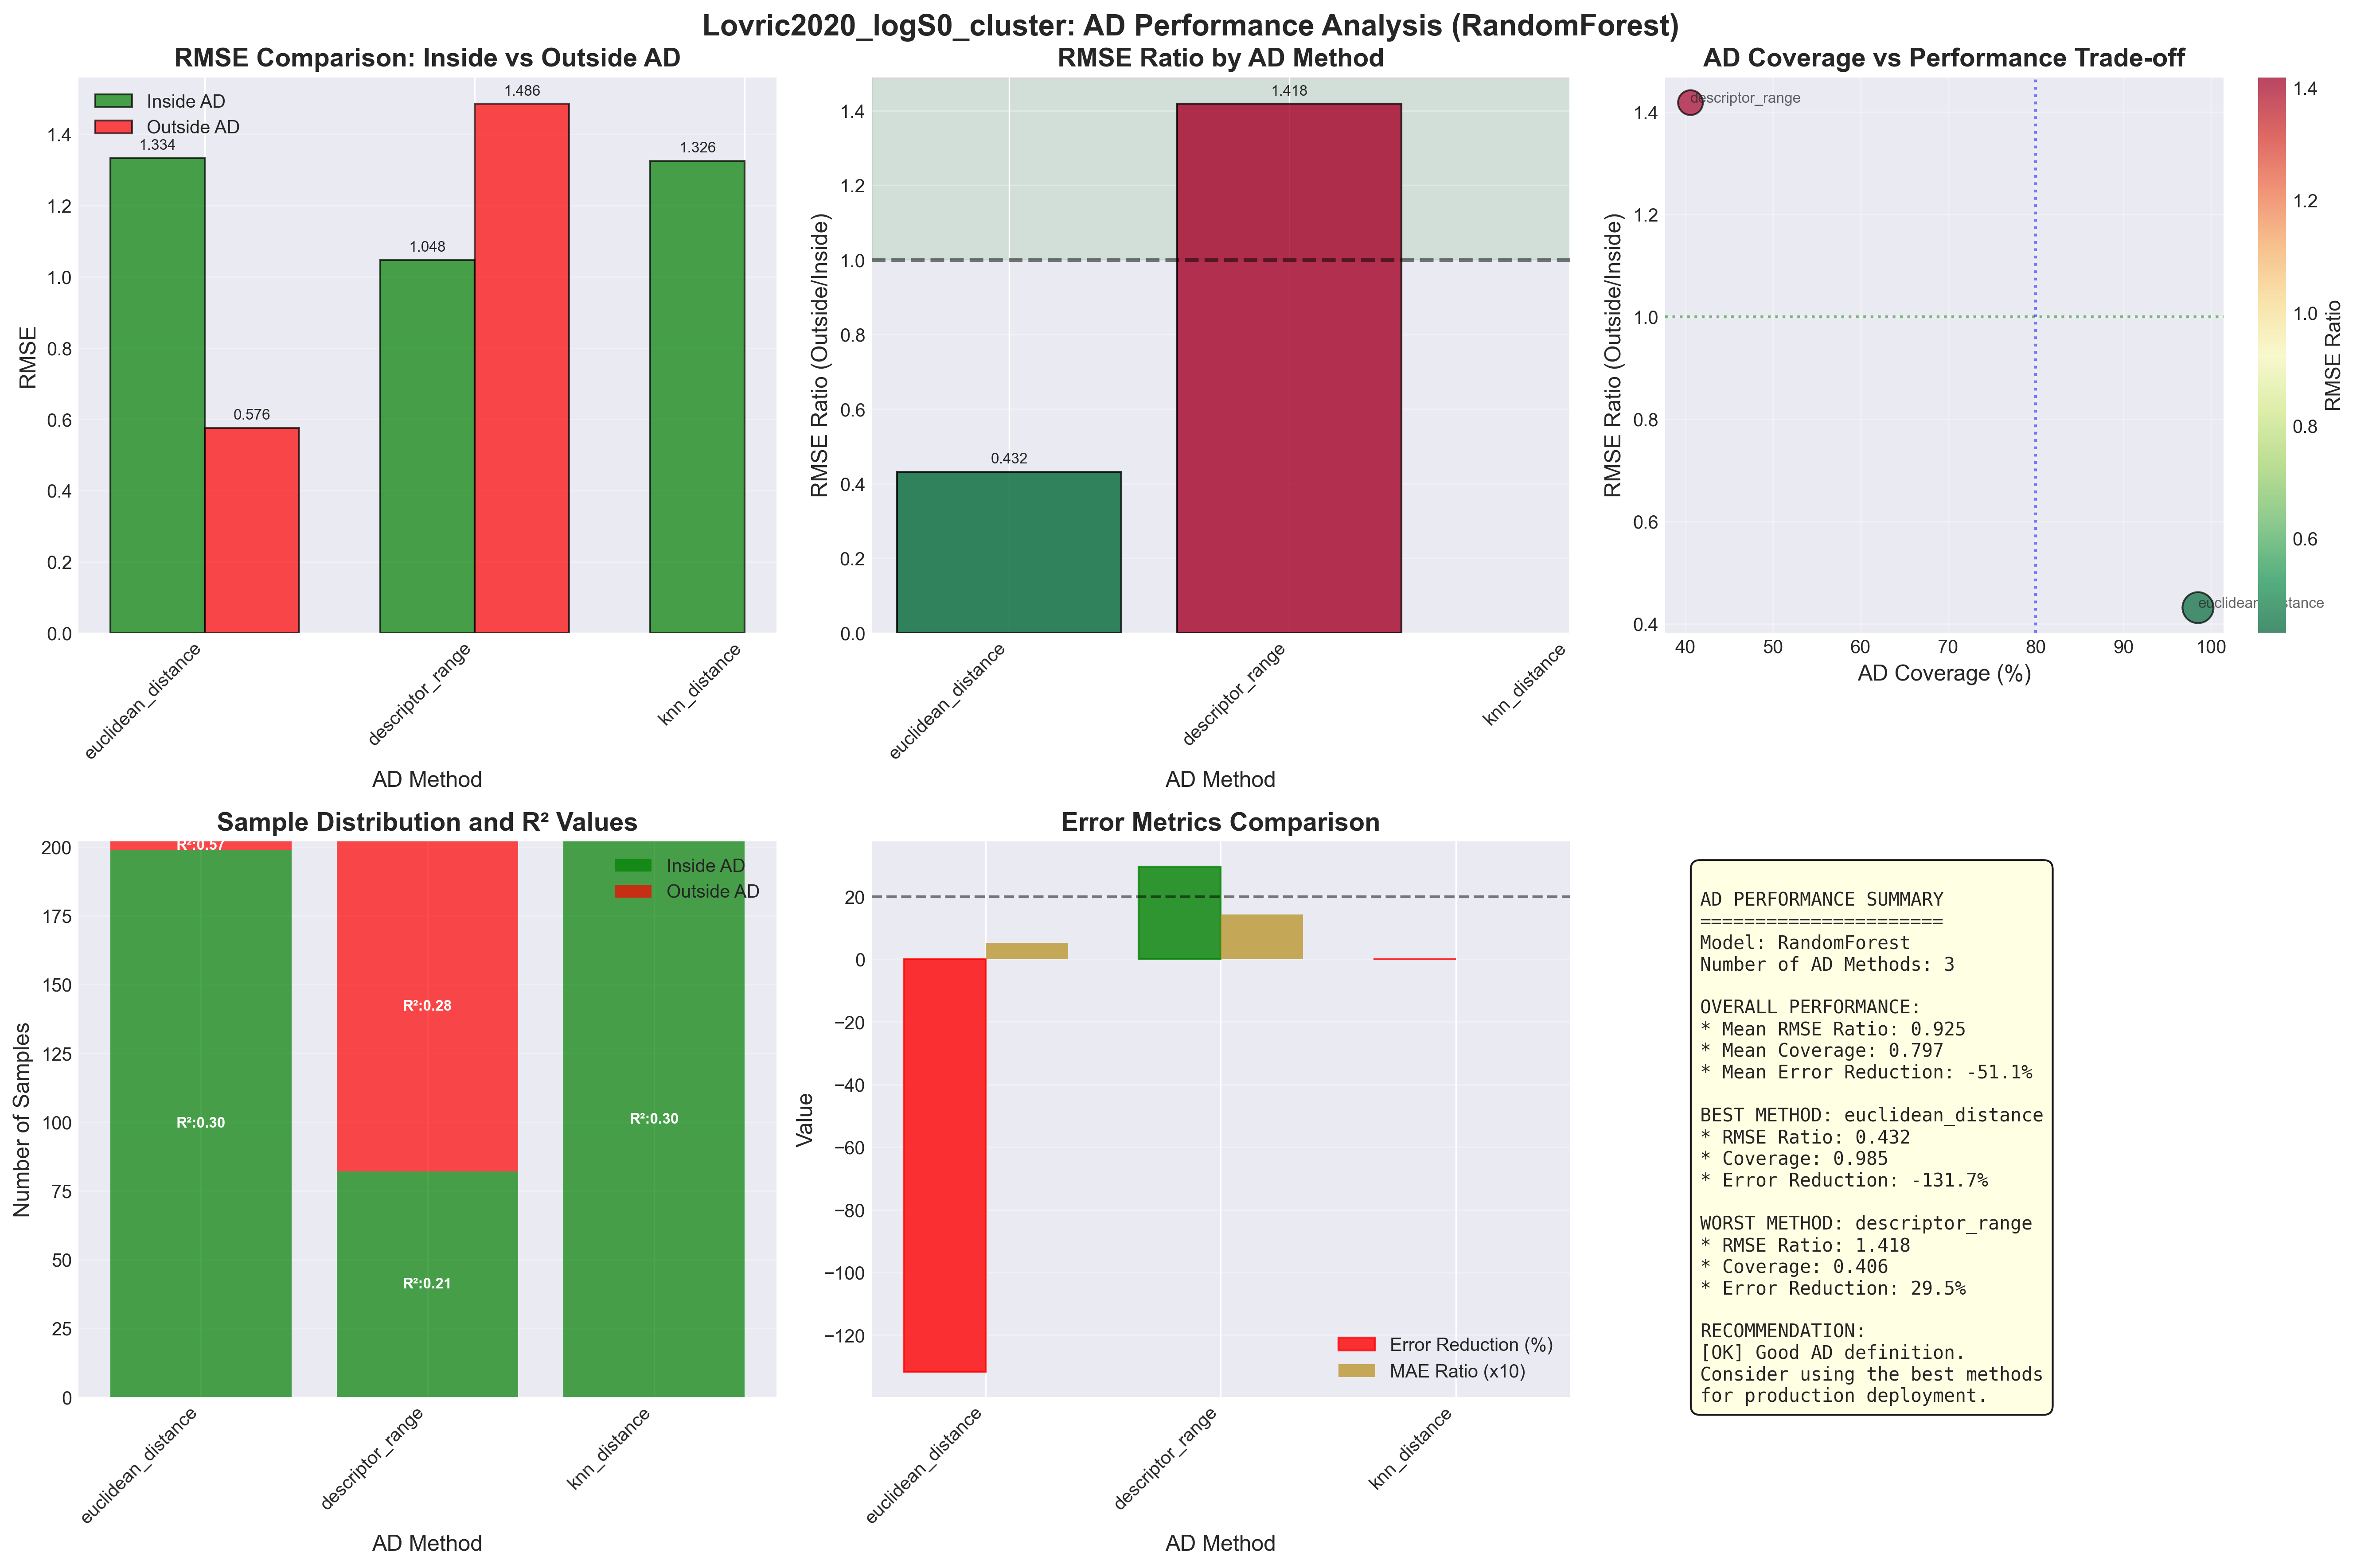 Lovric2020_logS0_cluster: AD Performance Analysis (RandomForest)
RMSE Comparison: Inside vs Outside AD
Inside AD
Outside AD
1.334
0.576
1.048
1.486
1.326
1.4
1.2
1.0
0.8
0.6
0.4
0.2
0.0
RMSE
euclidean_distance
descriptor_range
knn_distance
AD Method
RMSE Ratio by AD Method
0.432
1.418
1.4
1.2
1.0
0.8
0.6
0.4
0.2
0.0
RMSE Ratio (Outside/Inside)
euclidean_distance
descriptor_range
knn_distance
AD Method
AD Coverage vs Performance Trade-off
descriptor_range
euclidean_distance
1.4
1.2
1.0
0.8
0.6
0.4
RMSE Ratio (Outside/Inside)
40
50
60
70
80
90
100
AD Coverage (%)
1.4
1.2
1.0
0.8
0.6
RMSE Ratio
Sample Distribution and R² Values
Inside AD
Outside AD
R²:0.57
R²:0.30
R²:0.28
R²:0.21
R²:0.30
200
175
150
125
100
75
50
25
0
Number of Samples
euclidean_distance
descriptor_range
knn_distance
AD Method
Error Metrics Comparison
20
0
−20
−40
−60
−80
−100
−120
Value
Error Reduction (%)
MAE Ratio (x10)
euclidean_distance
descriptor_range
knn_distance
AD Method
AD PERFORMANCE SUMMARY
======================
Model: RandomForest
Number of AD Methods: 3
OVERALL PERFORMANCE:
* Mean RMSE Ratio: 0.925
* Mean Coverage: 0.797
* Mean Error Reduction: -51.1%
BEST METHOD: euclidean_distance
* RMSE Ratio: 0.432
* Coverage: 0.985
* Error Reduction: -131.7%
WORST METHOD: descriptor_range
* RMSE Ratio: 1.418
* Coverage: 0.406
* Error Reduction: 29.5%
RECOMMENDATION:
[OK] Good AD definition.
Consider using the best methods
for production deployment.